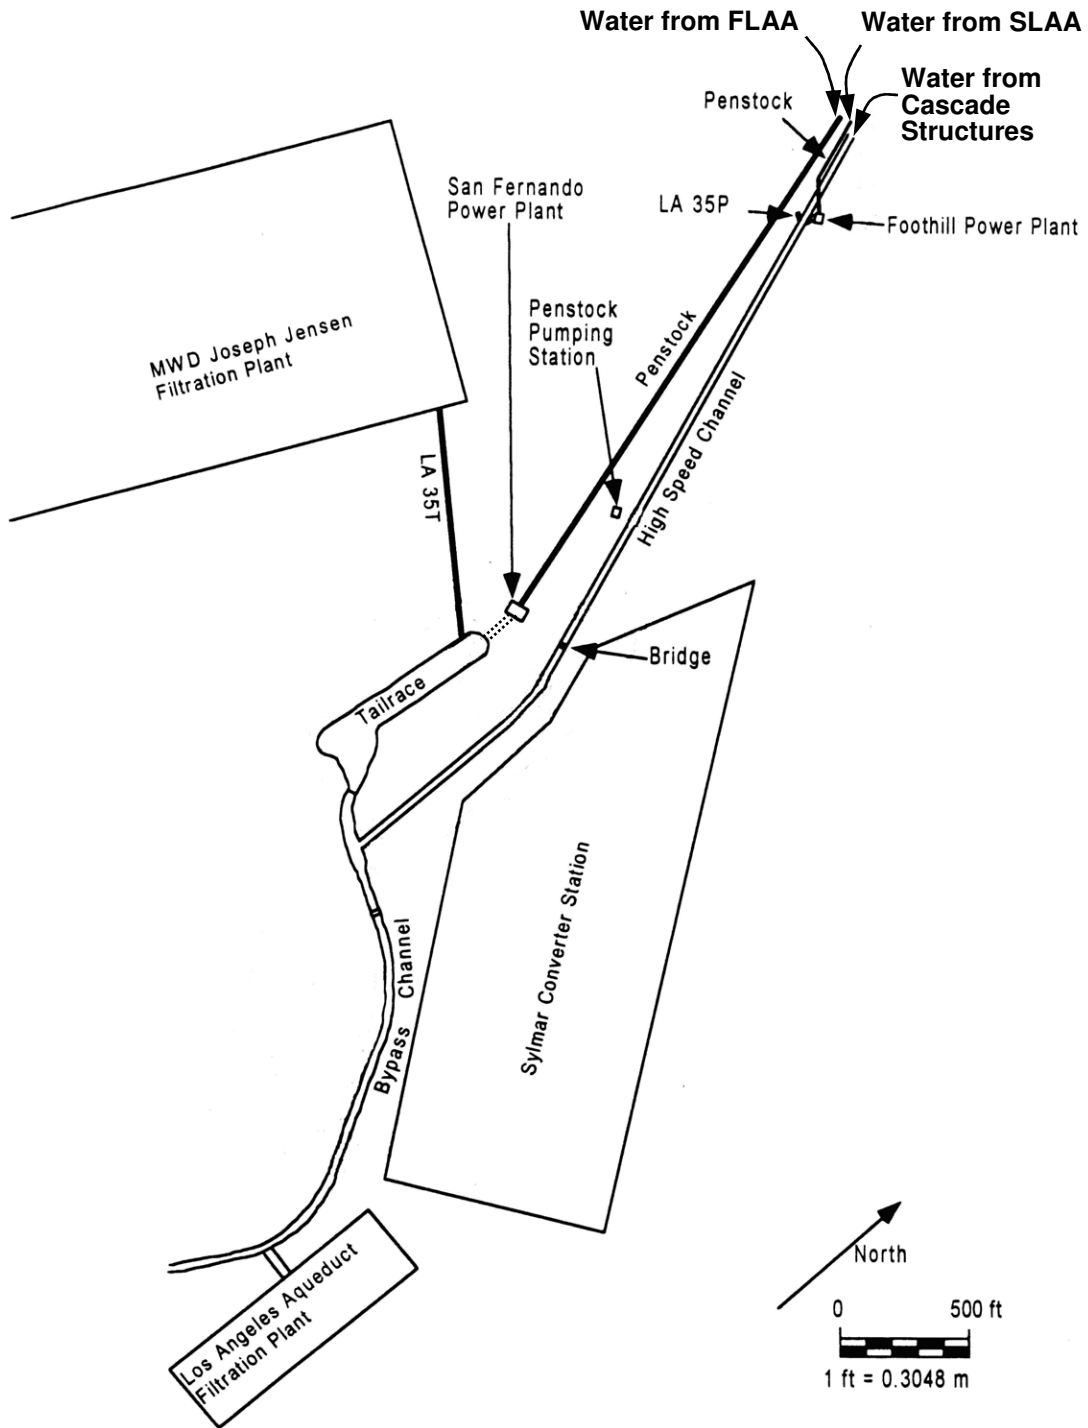 Water from FLAA
Water from SLAA
Water from
Cascade
Structures
Penstock
San Fernando
Power Plant
LA 35P
Foothill Power Plant
MWD Joseph Jensen
Filtration Plant
Penstock
Pumping
Station
Penstock
High Speed Channel
LA 35T
Bridge
Tailrace
Sylmar Converter Station
Bypass Channel
North
Los Angeles Aqueduct
Filtration Plant
0 500 ft
1 ft = 0.3048 m